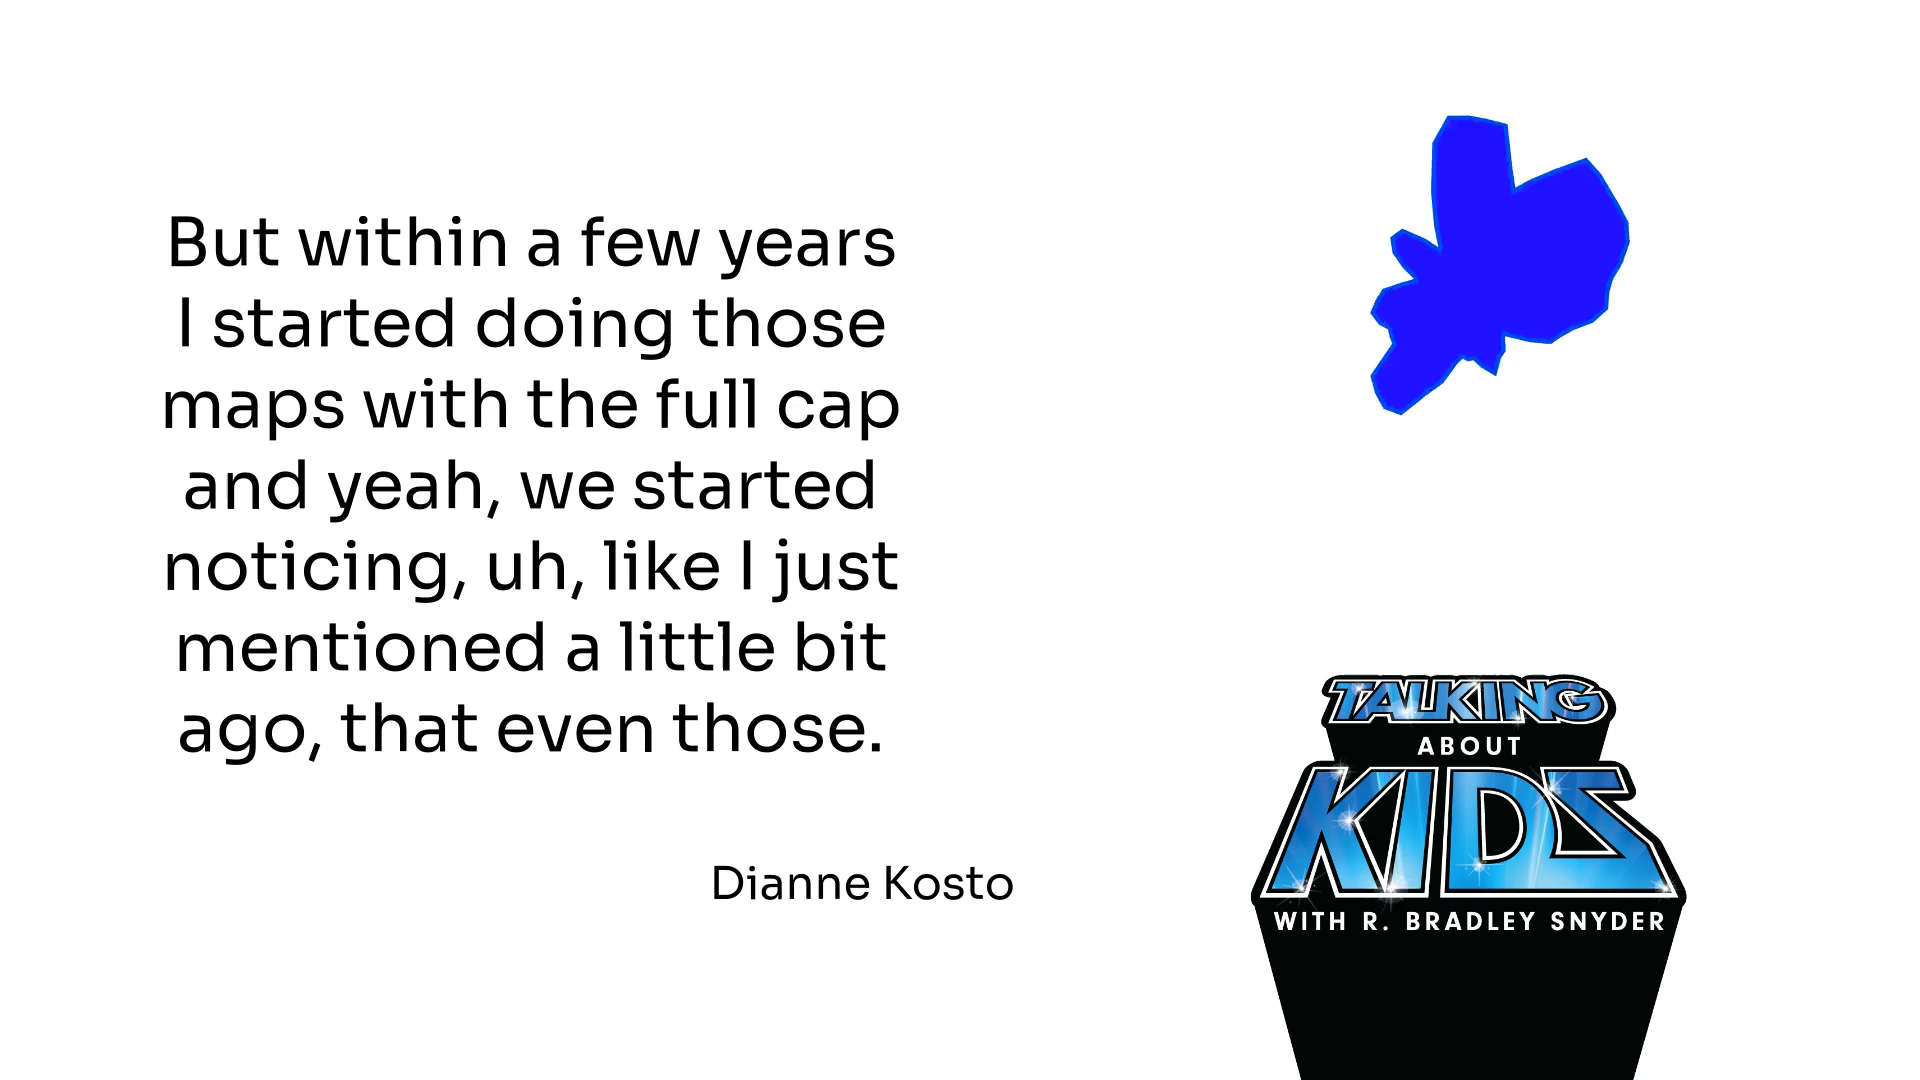 But within a few years
I started doing those
maps with the full cap
and yeah, we started
noticing, uh, like I just
mentioned a little bit
ago, that even those.
Dianne Kosto
TALKING
ABOUT
KIDS
WITH R. BRADLEY SNYDER